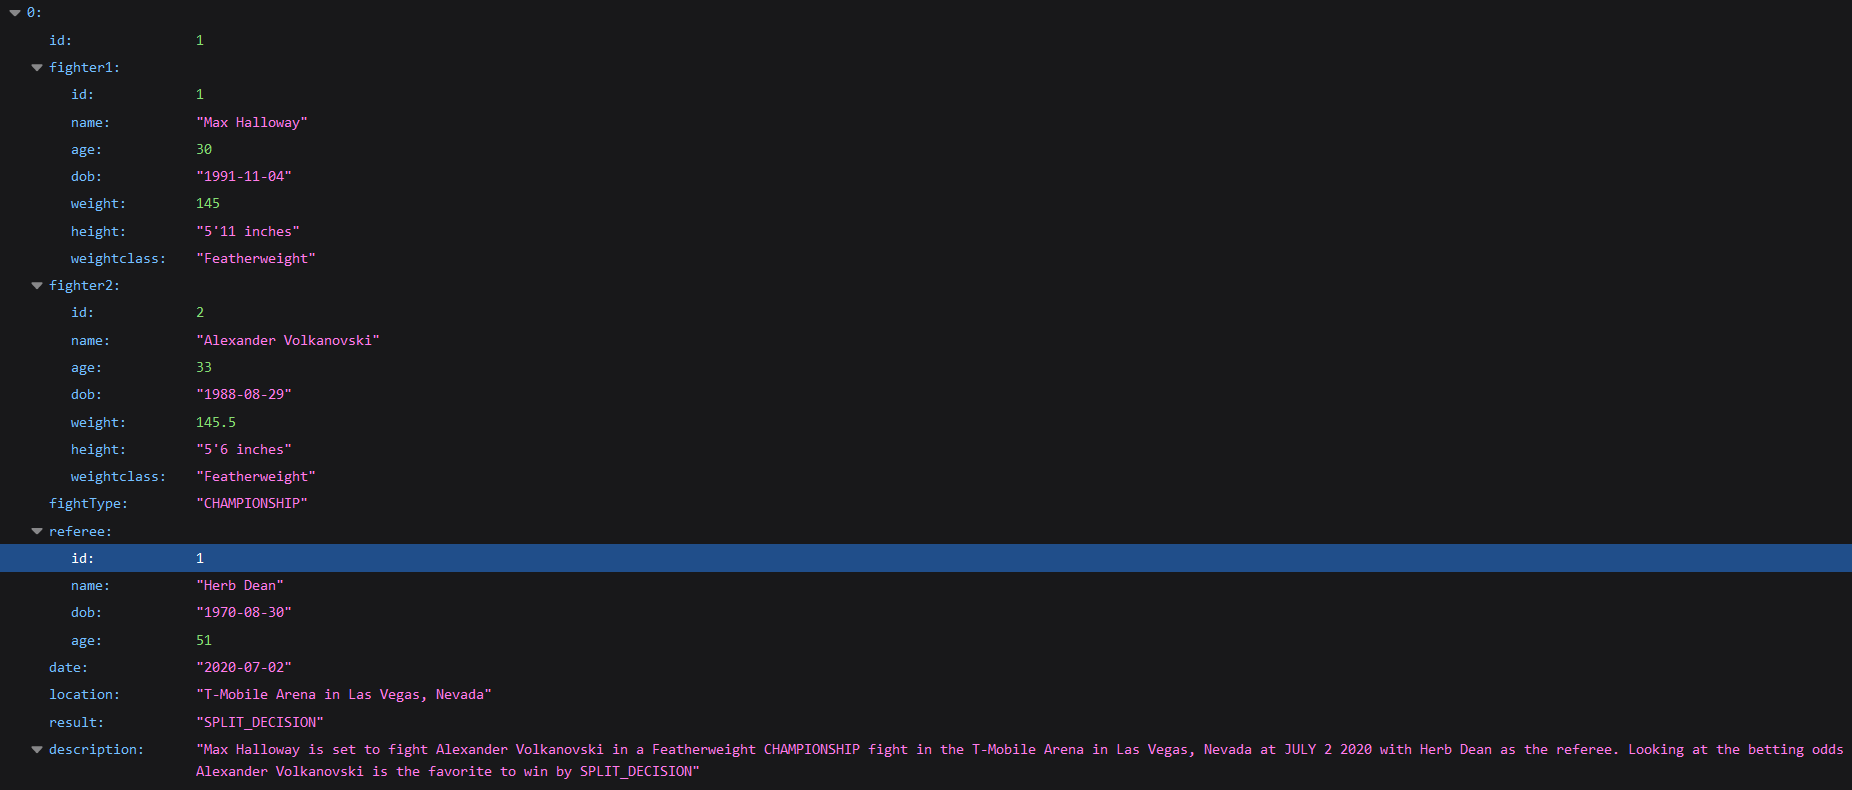 0:
id: 1
fighter1:
id: 1
name: "Max Halloway"
age: 30
dob: "1991-11-04"
weight: 145
height: "5'11 inches"
weightclass: "Featherweight"
fighter2:
id: 2
name: "Alexander Volkanovski"
age: 33
dob: "1988-08-29"
weight: 145.5
height: "5'6 inches"
weightclass: "Featherweight"
fightType: "CHAMPIONSHIP"
referee:
id: 1
name: "Herb Dean"
dob: "1970-08-30"
age: 51
date: "2020-07-02"
location: "T-Mobile Arena in Las Vegas, Nevada"
result: "SPLIT_DECISION"
description: "Max Halloway is set to fight Alexander Volkanovski in a Featherweight CHAMPIONSHIP fight in the T-Mobile Arena in Las Vegas, Nevada at JULY 2 2020 with Herb Dean as the referee. Looking at the betting odds
Alexander Volkanovski is the favorite to win by SPLIT_DECISION"